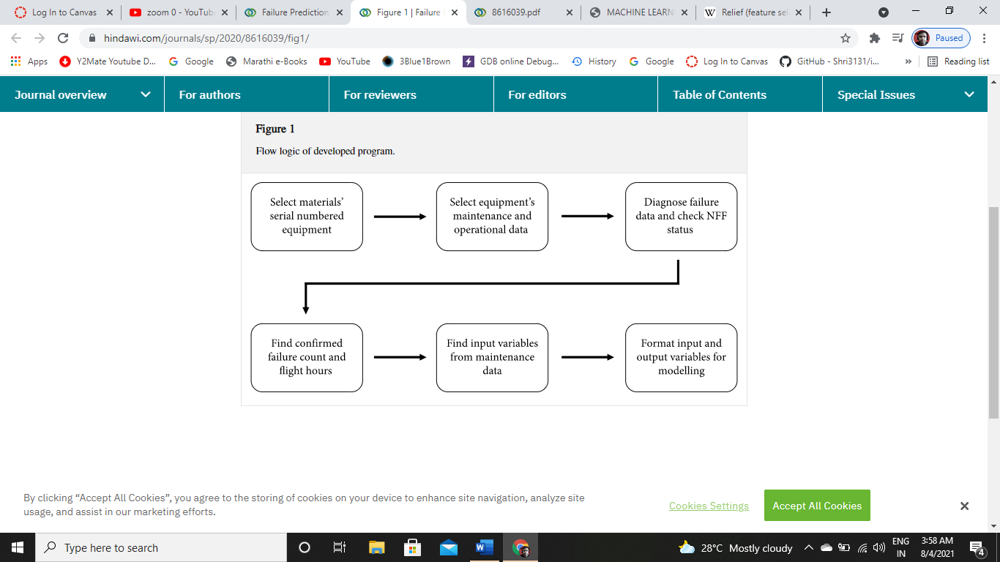 Log In to Canvas
zoom 0 - YouTub
Failure Prediction
Figure 1 | Failure
8616039.pdf
MACHINE LEARN
Relief (feature se
hindawi.com/journals/sp/2020/8616039/fig1/
Paused
Apps
Y2Mate Youtube D...
Google
Marathi e-Books
YouTube
3Blue1Brown
GDB online Debug...
History
Google
Log In to Canvas
GitHub - Shri3131/i...
»
Reading list
Journal overview
For authors
For reviewers
For editors
Table of Contents
Special Issues
Figure 1
Flow logic of developed program.
Select materials’
serial numbered
equipment
Select equipment’s
maintenance and
operational data
Diagnose failure
data and check NFF
status
Find confirmed
failure count and
flight hours
Find input variables
from maintenance
data
Format input and
output variables for
modelling
By clicking “Accept All Cookies”, you agree to the storing of cookies on your device to enhance site navigation, analyze site
usage, and assist in our marketing efforts.
Cookies Settings
Accept All Cookies
Type here to search
28°C Mostly cloudy
ENG
IN
3:58 AM
8/4/2021
4